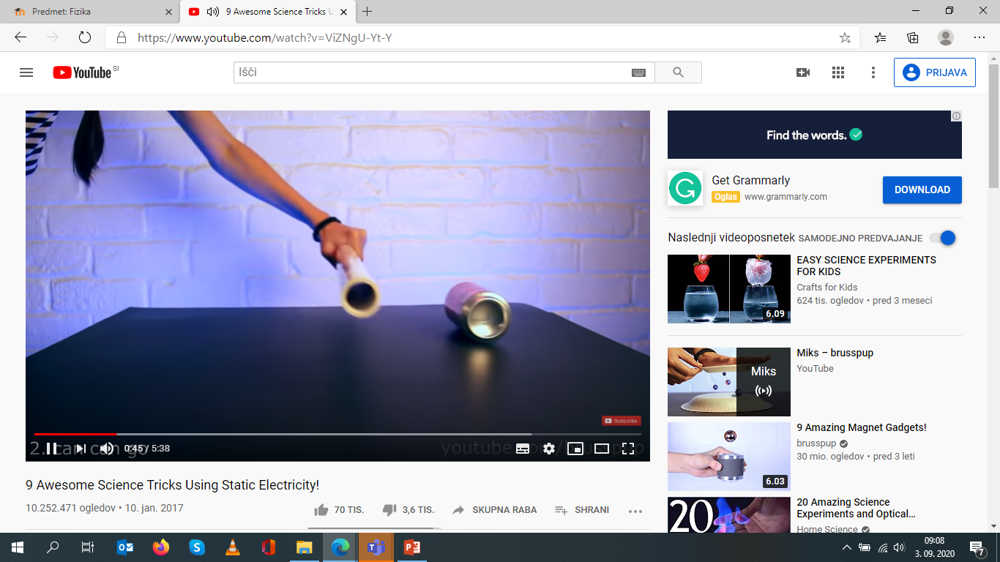 Predmet: Fizika
9 Awesome Science Tricks U
https://www.youtube.com/watch?v=ViZNgU-Yt-Y
YouTube SI
Išči
PRIJAVA
Subscribe
2. can can go
youtube.com/brusspup
0:45 / 5:38
9 Awesome Science Tricks Using Static Electricity!
10.252.471 ogledov • 10. jan. 2017
70 TIS.
3,6 TIS.
SKUPNA RABA
SHRANI
Find the words.
Get Grammarly
Oglas www.grammarly.com
DOWNLOAD
Naslednji videoposnetek
SAMODEJNO PREDVAJANJE
6.09
EASY SCIENCE EXPERIMENTS
FOR KIDS
Crafts for Kids
624 tis. ogledov • pred 3 meseci
Miks
Miks – brusspup
YouTube
6.03
9 Amazing Magnet Gadgets!
brusspup
30 mio. ogledov • pred 3 leti
20
20 Amazing Science
Experiments and Optical...
Home Science
09:08
3. 09. 2020
7